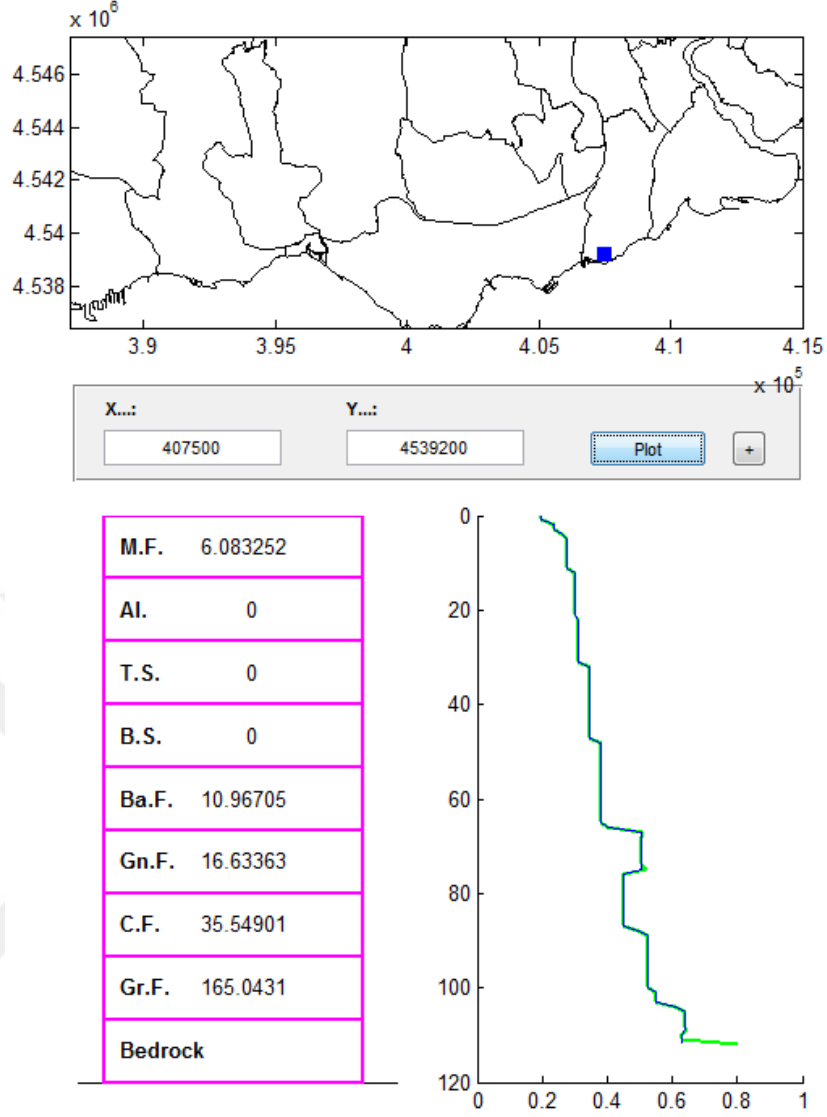 x 10^6
4.546
4.544
4.542
4.54
4.538
3.9 3.95 4 4.05 4.1 4.15
x 10^5
X...: Y...:
407500 4539200 Plot +
M.F. 6.083252
Al. 0
T.S. 0
B.S. 0
Ba.F. 10.96705
Gn.F. 16.63363
C.F. 35.54901
Gr.F. 165.0431
Bedrock
0
20
40
60
80
100
120
0 0.2 0.4 0.6 0.8 1